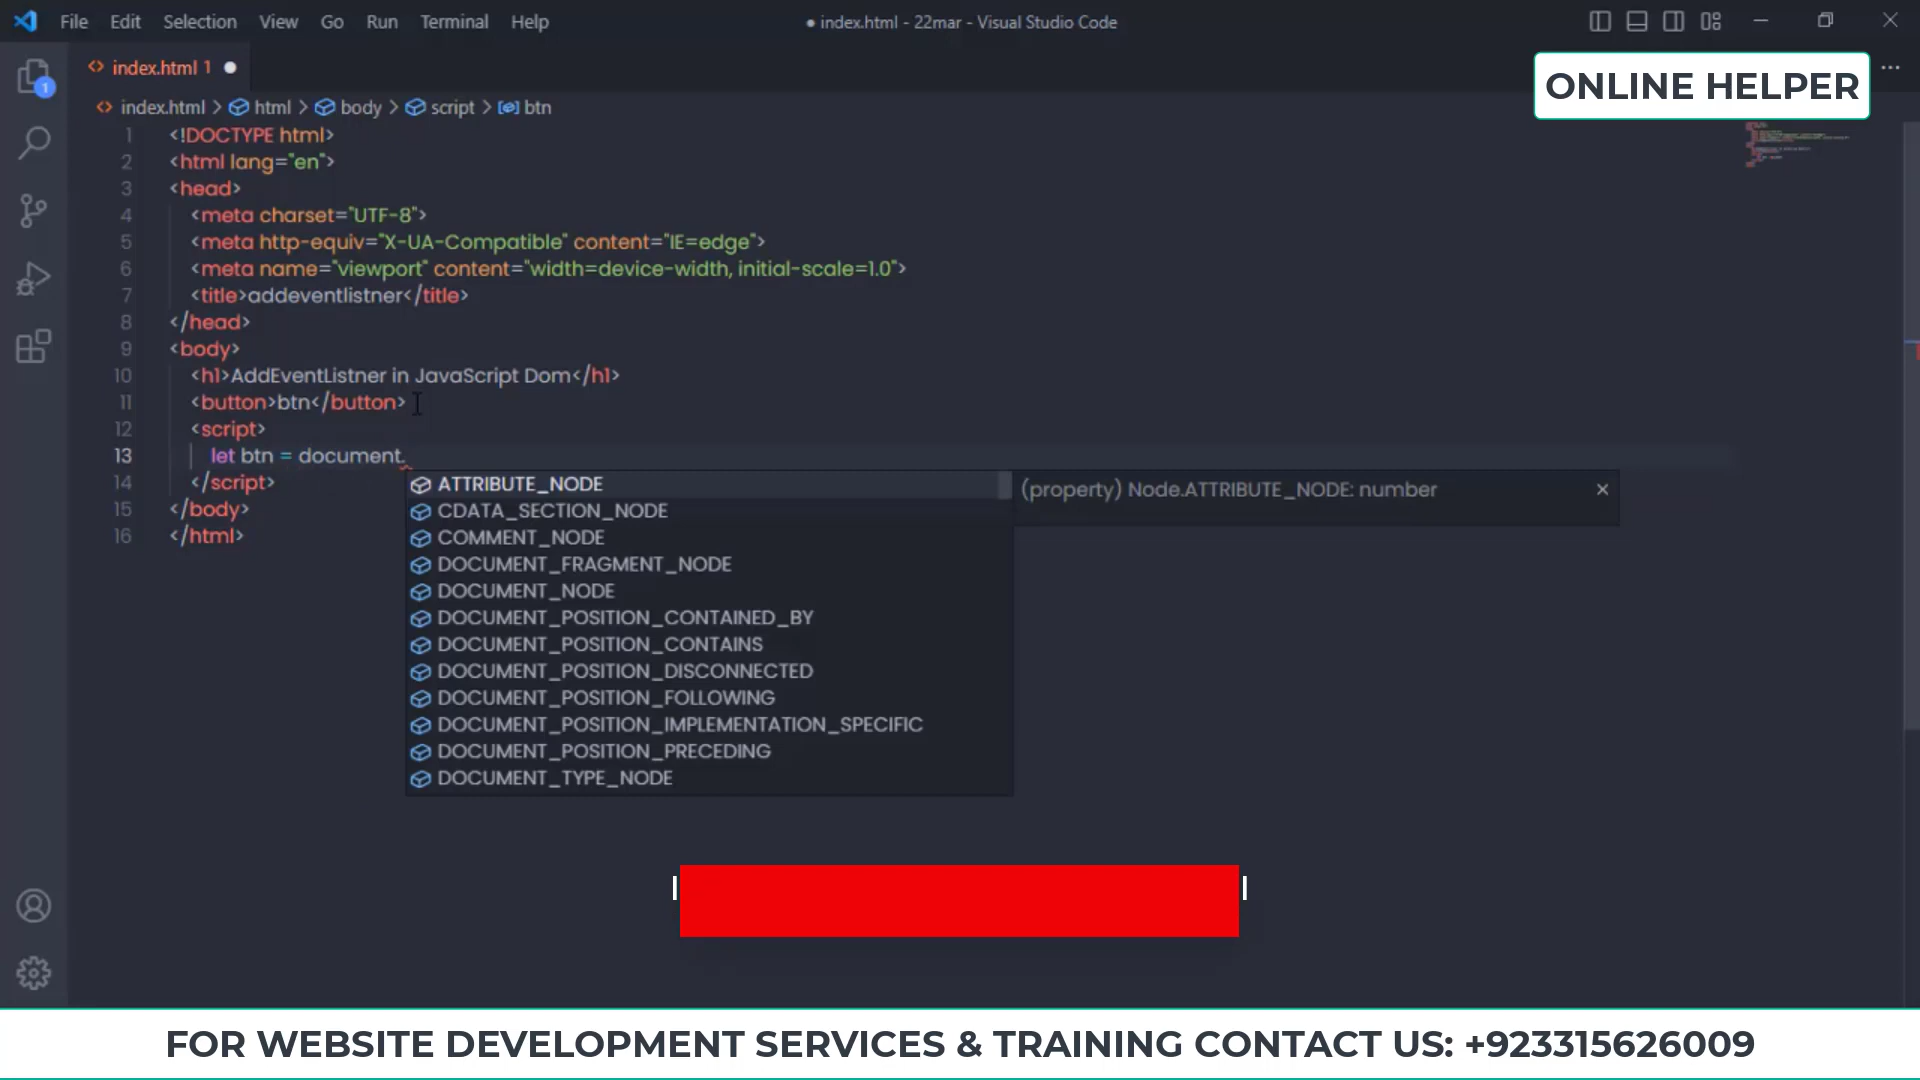 File Edit Selection View Go Run Terminal Help
● index.html - 22mar - Visual Studio Code
<> index.html 1 ●
ONLINE HELPER
1
<> index.html > html > body > script > btn
1 <!DOCTYPE html>
2 <html lang="en">
3 <head>
4 <meta charset="UTF-8">
5 <meta http-equiv="X-UA-Compatible" content="IE=edge">
6 <meta name="viewport" content="width=device-width, initial-scale=1.0">
7 <title>addeventlistner</title>
8 </head>
9 <body>
10 <h1>AddEventListner in JavaScript Dom</h1>
11 <button>btn</button>
12 <script>
13 let btn = document.
14 </script>
15 </body>
16 </html>
ATTRIBUTE_NODE
(property) Node.ATTRIBUTE_NODE: number
CDATA_SECTION_NODE
COMMENT_NODE
DOCUMENT_FRAGMENT_NODE
DOCUMENT_NODE
DOCUMENT_POSITION_CONTAINED_BY
DOCUMENT_POSITION_CONTAINS
DOCUMENT_POSITION_DISCONNECTED
DOCUMENT_POSITION_FOLLOWING
DOCUMENT_POSITION_IMPLEMENTATION_SPECIFIC
DOCUMENT_POSITION_PRECEDING
DOCUMENT_TYPE_NODE
FOR WEBSITE DEVELOPMENT SERVICES & TRAINING CONTACT US: +923315626009